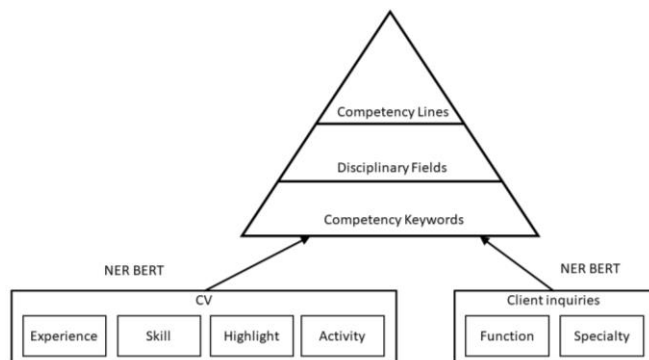 Competency Lines
Disciplinary Fields
Competency Keywords
NER BERT
NER BERT
CV
Client inquiries
Experience
Skill
Highlight
Activity
Function
Specialty